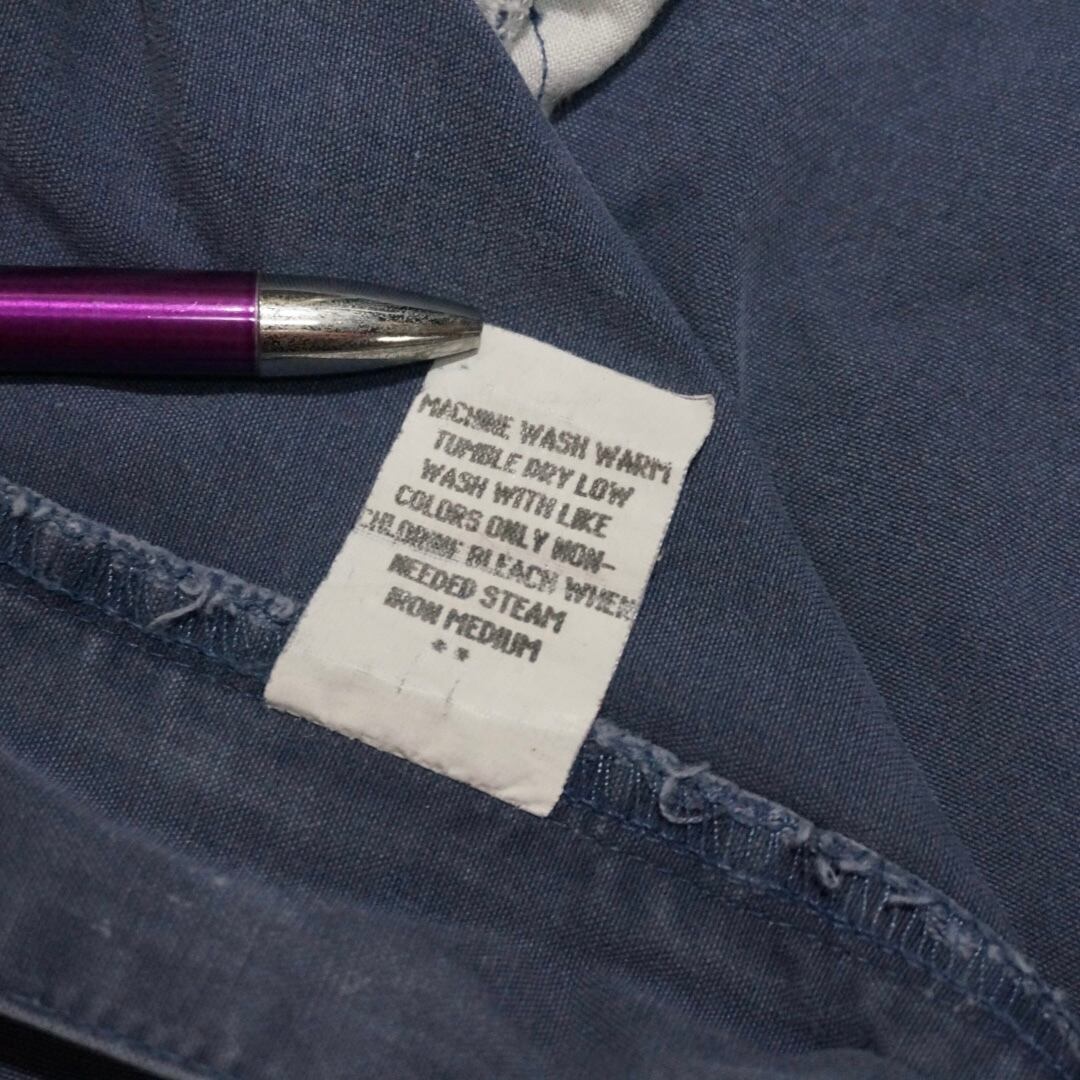 MACHINE WASH WARM
TUMBLE DRY LOW
WASH WITH LIKE
COLORS ONLY NON-
CHLORINE BLEACH WHEN
NEEDED STEAM
IRON MEDIUM
**